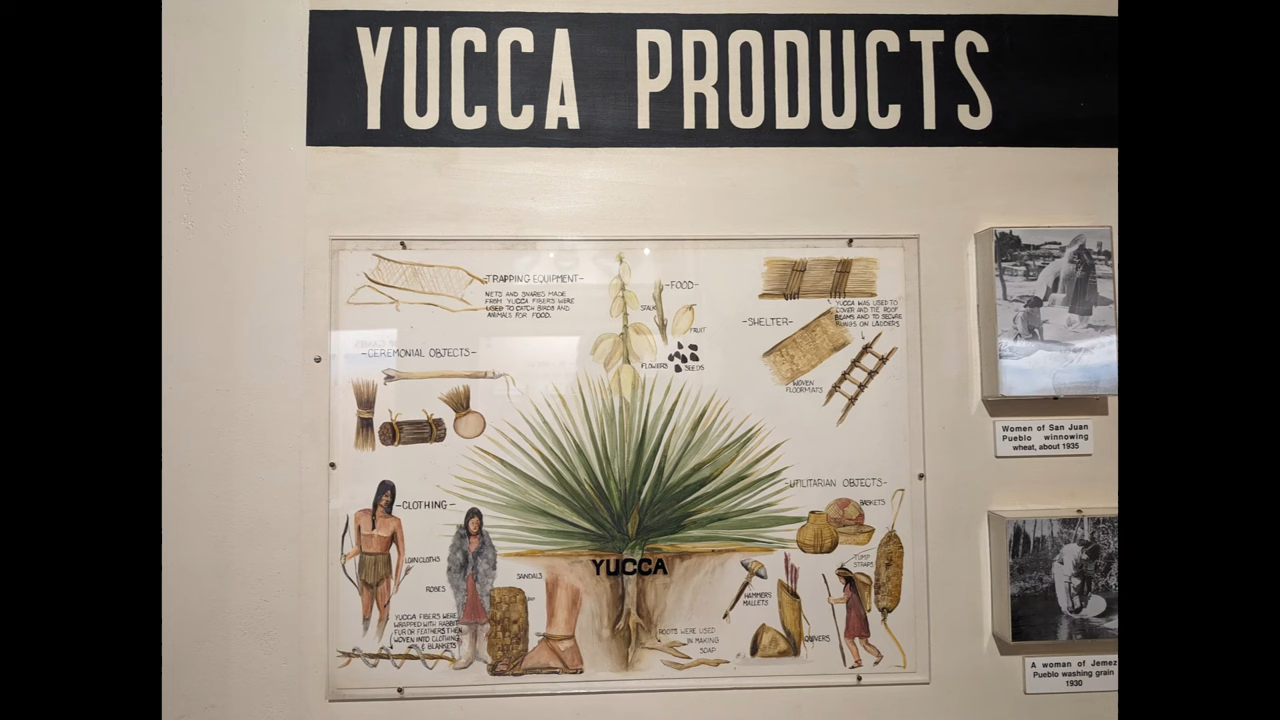 YUCCA PRODUCTS
-TRAPPING EQUIPMENT-
NETS AND SNARES MADE
FROM YUCCA FIBERS WERE
USED TO CATCH BIRDS AND
ANIMALS FOR FOOD.
-FOOD-
STALK
FRUIT
FLOWERS
SEEDS
-SHELTER-
YUCCA WAS USED TO
COVER AND TIE ROOF
BEAMS AND TO SECURE
RUNGS ON LADDERS
WOVEN
FLOORMATS
-CEREMONIAL OBJECTS-
-CLOTHING-
LOIN CLOTHS
ROBES
SANDALS
YUCCA FIBERS WERE
WRAPPED WITH RABBIT
FUR OR FEATHERS THEN
WOVEN INTO CLOTHING
& BLANKETS
YUCCA
ROOTS WERE USED
IN MAKING
SOAP
-UTILITARIAN OBJECTS-
BASKETS
TUMP
STRAPS
HAMMERS
MALLETS
QUIVERS
Women of San Juan
Pueblo winnowing
wheat, about 1935
A woman of Jemez
Pueblo washing grain
1930